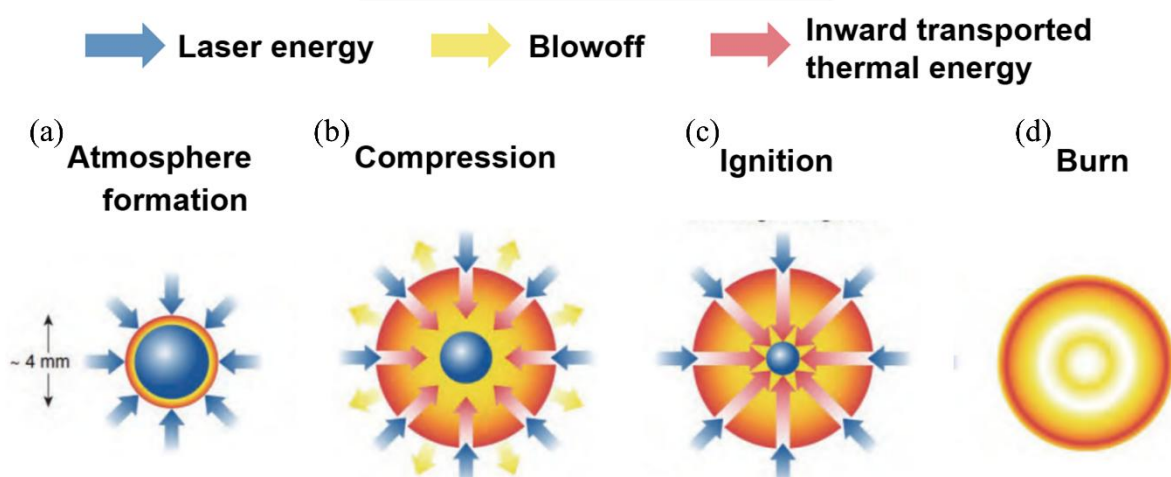 Laser energy
Blowoff
Inward transported
thermal energy
(a)
Atmosphere
formation
(b)
Compression
(c)
Ignition
(d)
Burn
~ 4 mm